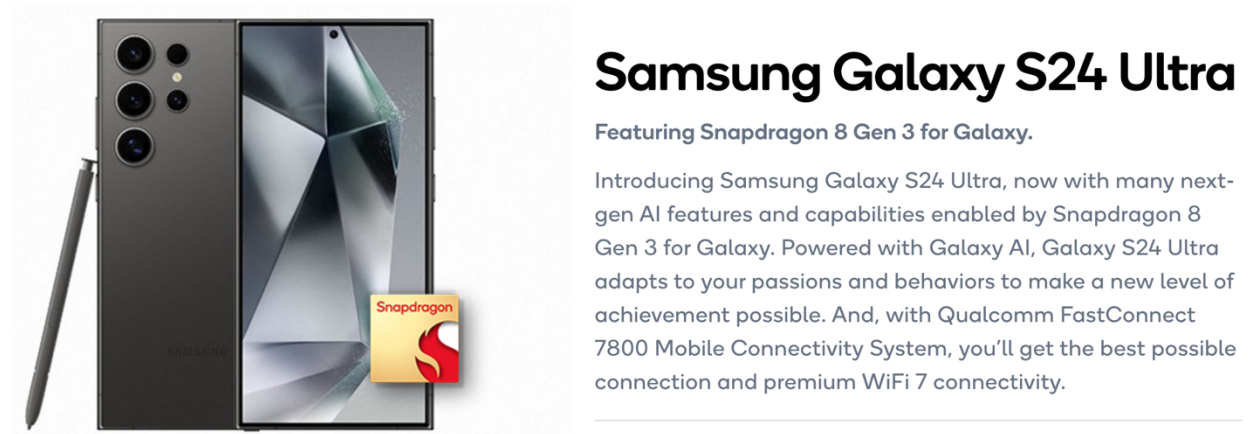 SAMSUNG
Snapdragon
Samsung Galaxy S24 Ultra
Featuring Snapdragon 8 Gen 3 for Galaxy.
Introducing Samsung Galaxy S24 Ultra, now with many next-
gen AI features and capabilities enabled by Snapdragon 8
Gen 3 for Galaxy. Powered with Galaxy AI, Galaxy S24 Ultra
adapts to your passions and behaviors to make a new level of
achievement possible. And, with Qualcomm FastConnect
7800 Mobile Connectivity System, you’ll get the best possible
connection and premium WiFi 7 connectivity.